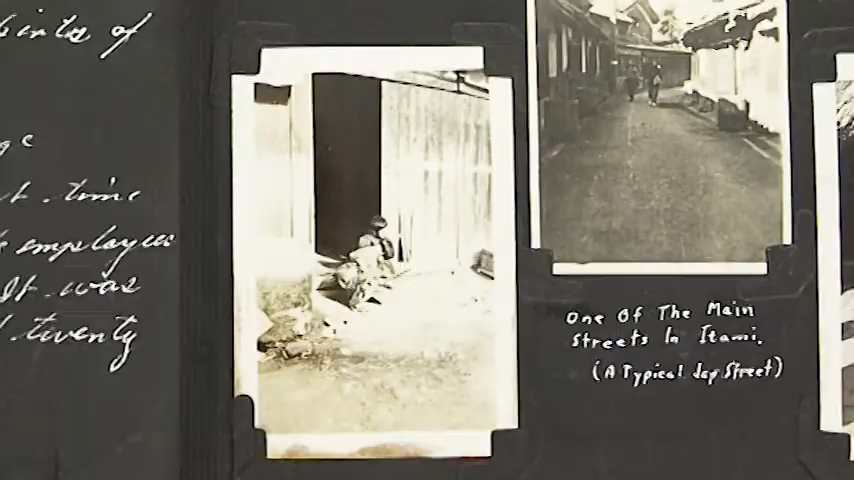 of
t. time
employees
It was
twenty
One Of The Main
Streets In Itami.
(A Typical Jap Street)